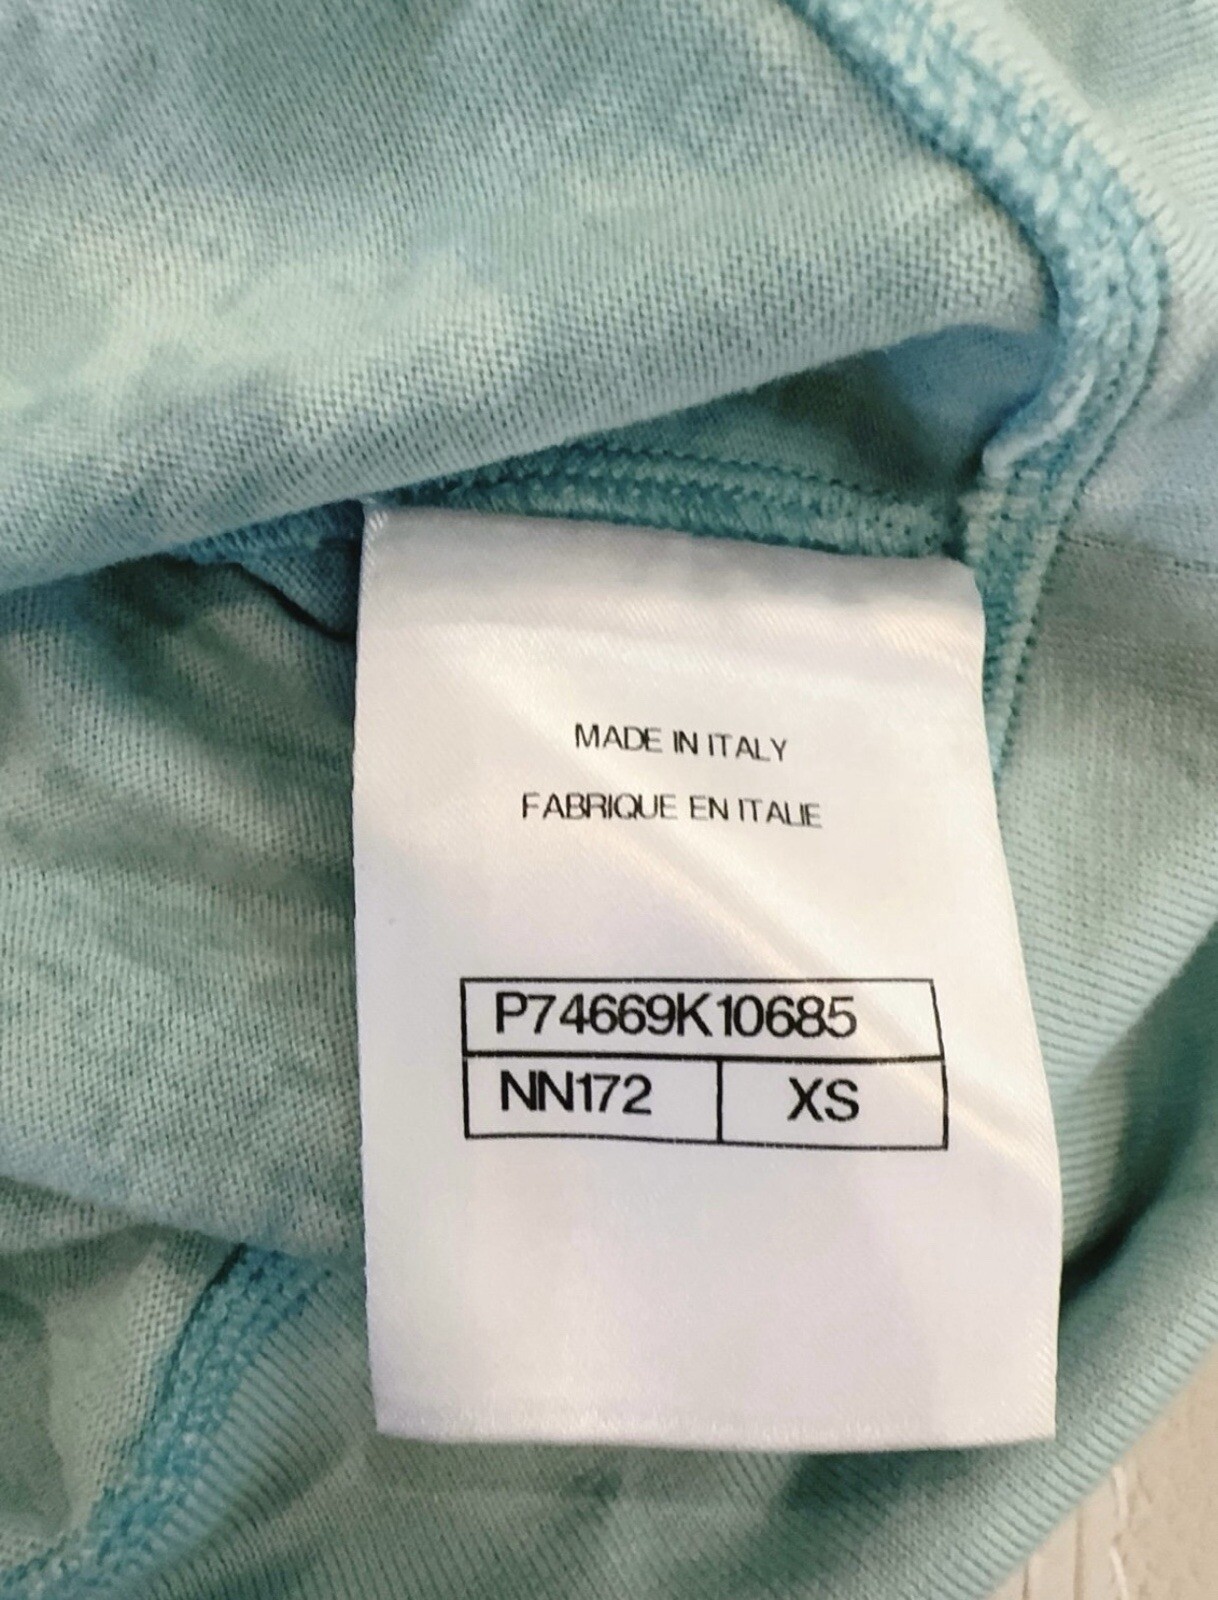 MADE IN ITALY
FABRIQUE EN ITALIE
P74669K10685
NN172 XS